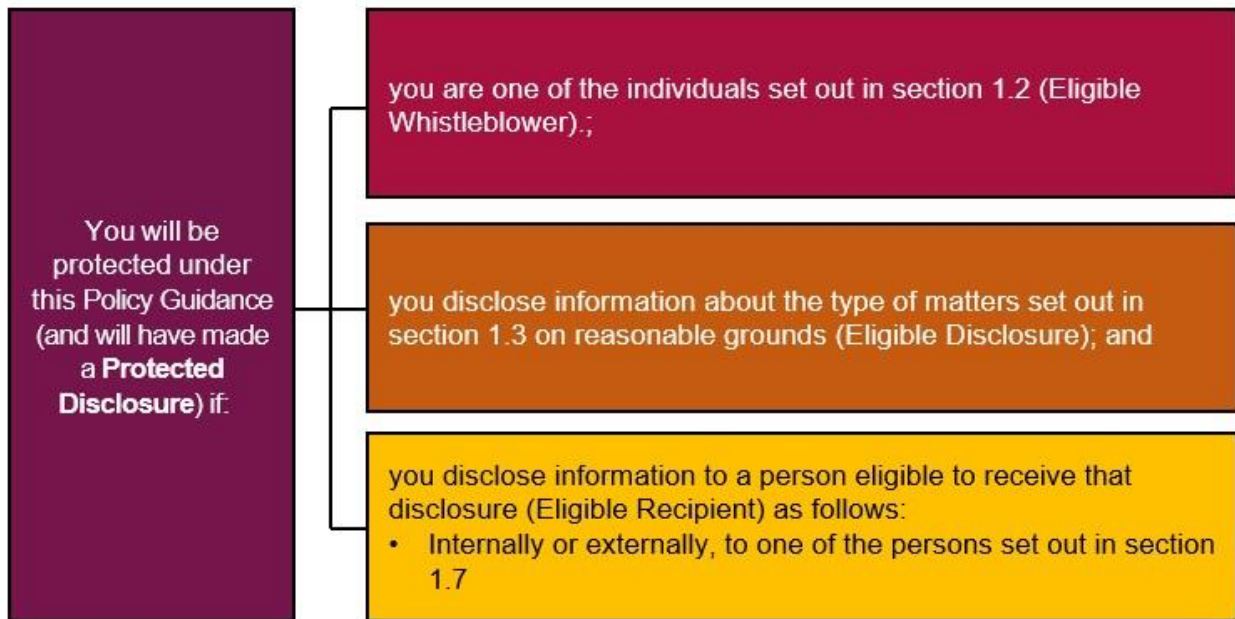 You will be
protected under
this Policy Guidance
(and will have made
a Protected
Disclosure) if:
you are one of the individuals set out in section 1.2 (Eligible
Whistleblower).;
you disclose information about the type of matters set out in
section 1.3 on reasonable grounds (Eligible Disclosure); and
you disclose information to a person eligible to receive that
disclosure (Eligible Recipient) as follows:
• Internally or externally, to one of the persons set out in section
1.7